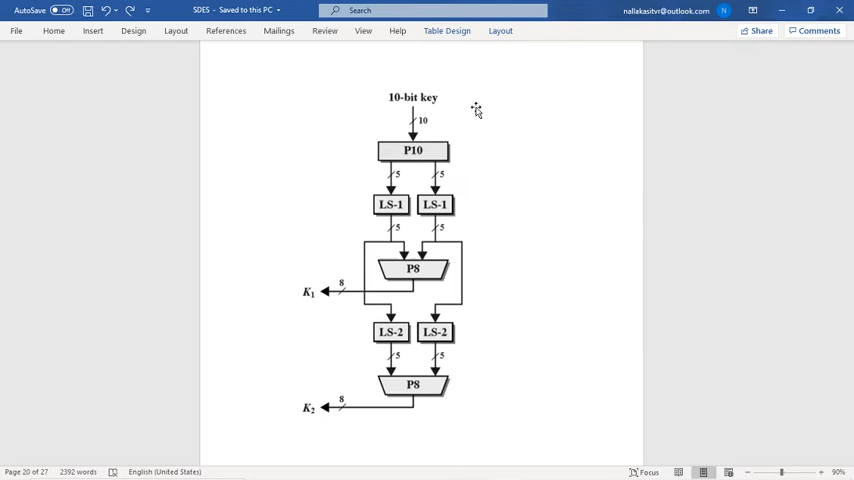 AutoSave Off SDES - Saved to this PC Search nallakasitvr@outlook.com N
File Home Insert Design Layout References Mailings Review View Help Table Design Layout Share Comments
10-bit key
10
P10
5 5
LS-1 LS-1
5 5
P8
8
K1
LS-2 LS-2
5 5
P8
8
K2
Page 20 of 27 2392 words English (United States) Focus 90%